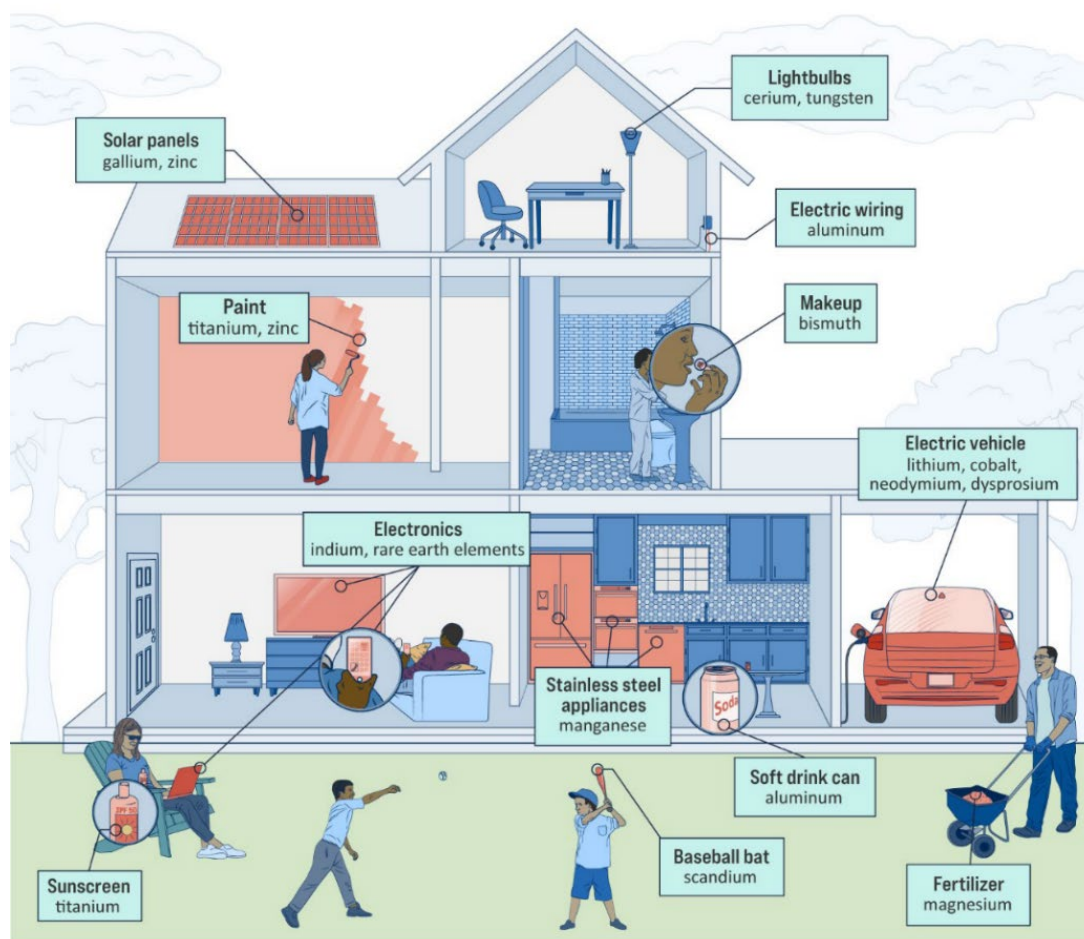 Lightbulbs
cerium, tungsten
Solar panels
gallium, zinc
Electric wiring
aluminum
Paint
titanium, zinc
Makeup
bismuth
Electric vehicle
lithium, cobalt,
neodymium, dysprosium
Electronics
indium, rare earth elements
Stainless steel
appliances
manganese
Soda
Soft drink can
aluminum
SPF 50
Baseball bat
scandium
Sunscreen
titanium
Fertilizer
magnesium